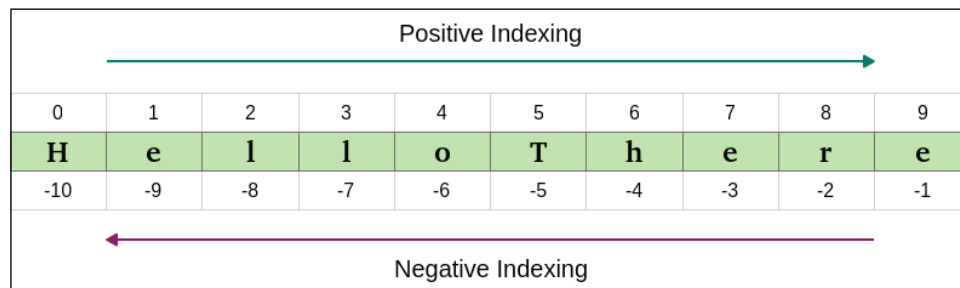 Positive Indexing
0 1 2 3 4 5 6 7 8 9
H e l l o T h e r e
-10 -9 -8 -7 -6 -5 -4 -3 -2 -1
Negative Indexing